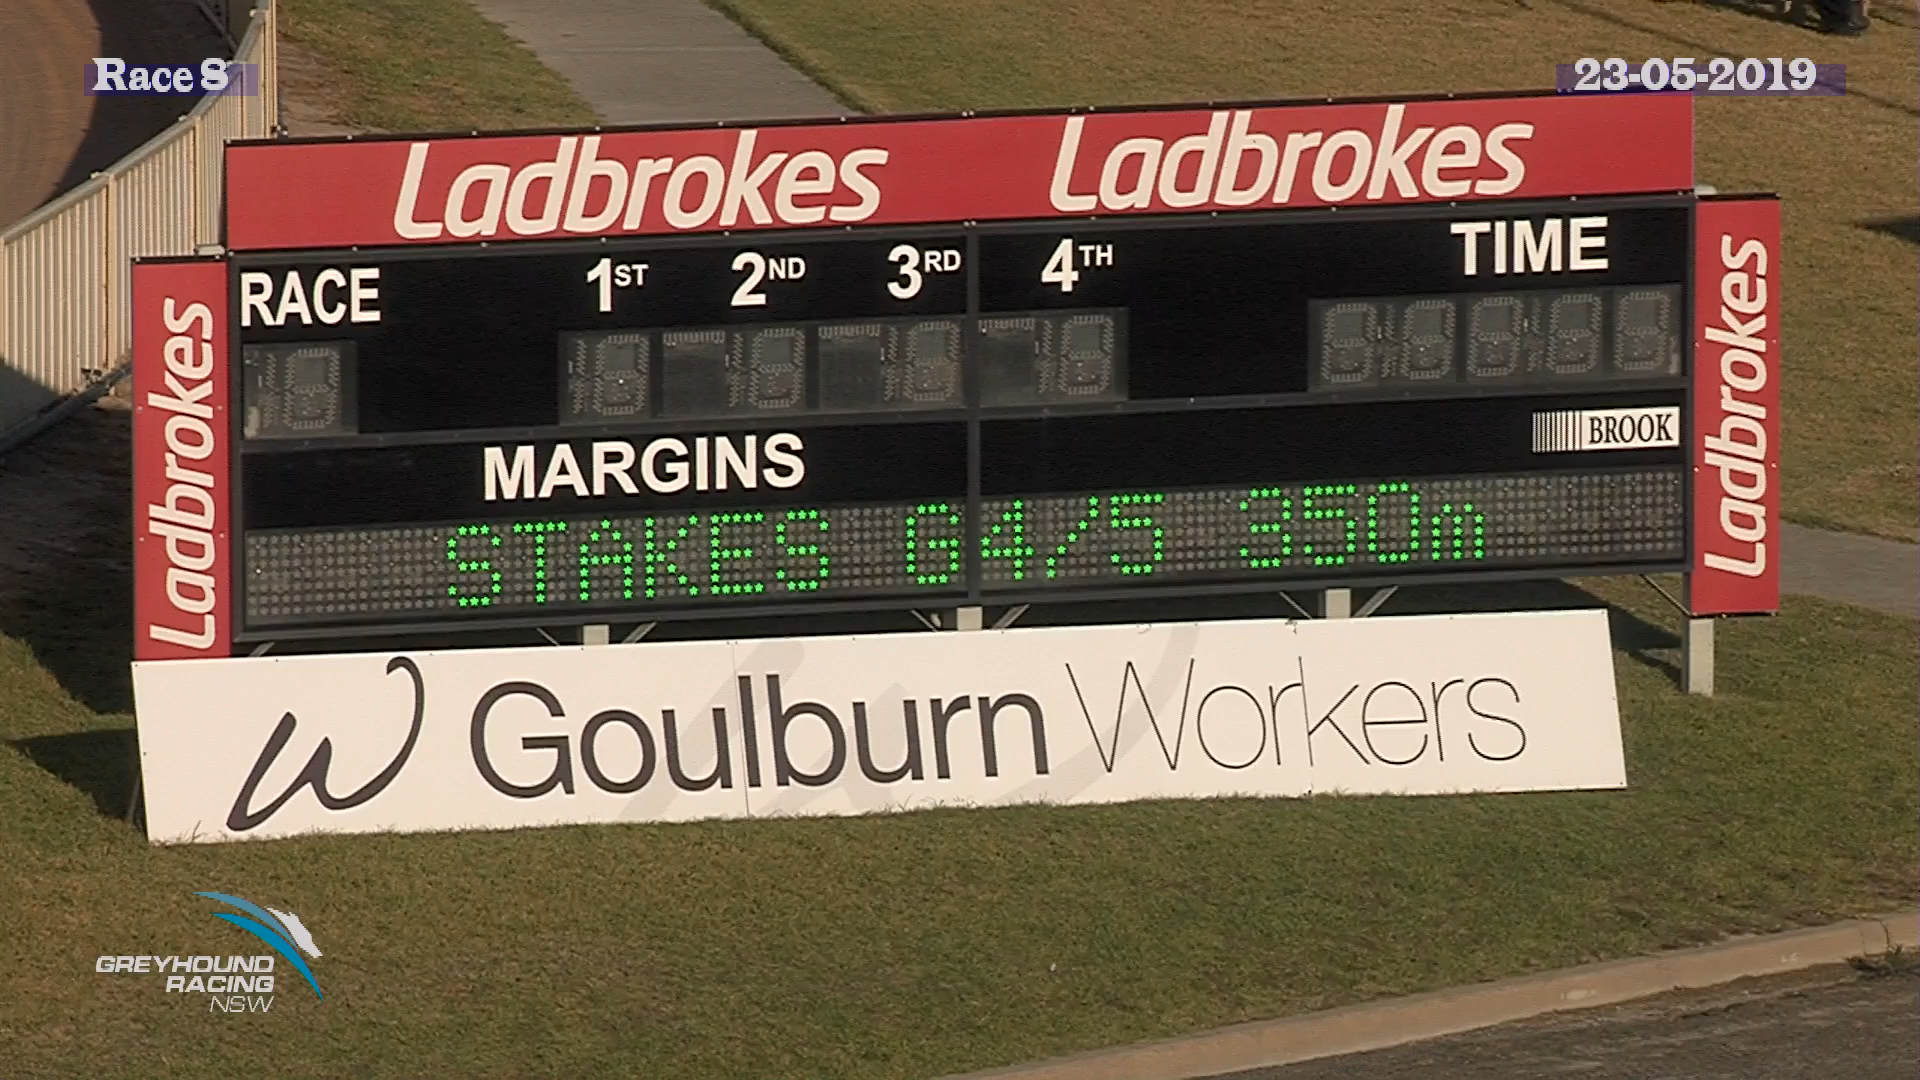 Race 8
23-05-2019
Ladbrokes Ladbrokes
Ladbrokes
Ladbrokes
RACE 1ST 2ND 3RD 4TH TIME
BROOK
MARGINS
STAKES G4/5 350m
W Goulburn Workers
GREYHOUND
RACING
NSW